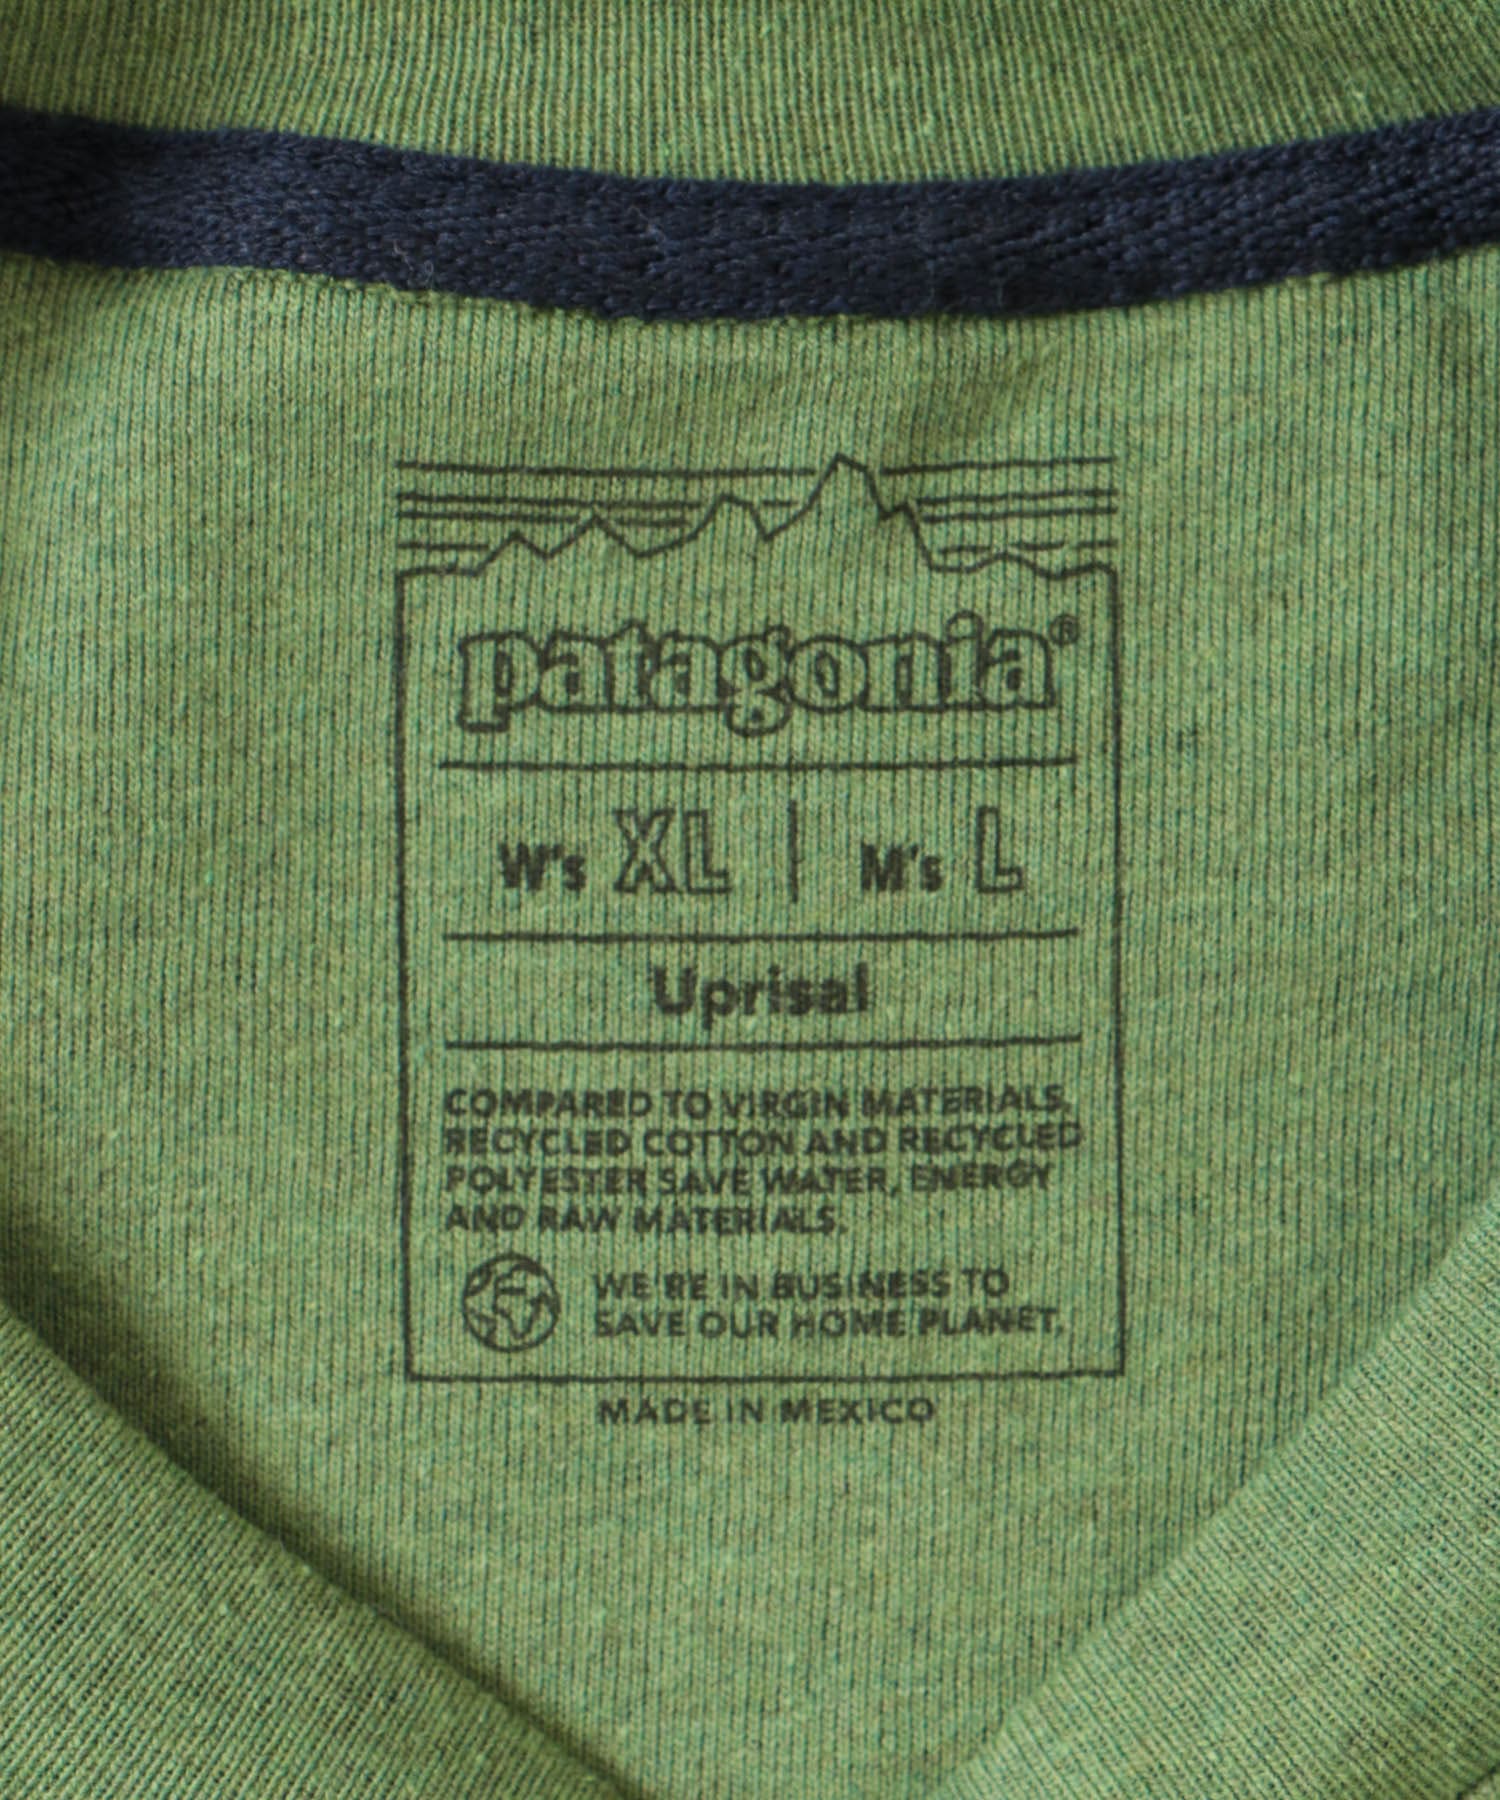 patagonia®
W's XL | M's L
Uprisal
COMPARED TO VIRGIN MATERIALS,
RECYCLED COTTON AND RECYCLED
POLYESTER SAVE WATER, ENERGY
AND RAW MATERIALS.
WE'RE IN BUSINESS TO
SAVE OUR HOME PLANET.
MADE IN MEXICO